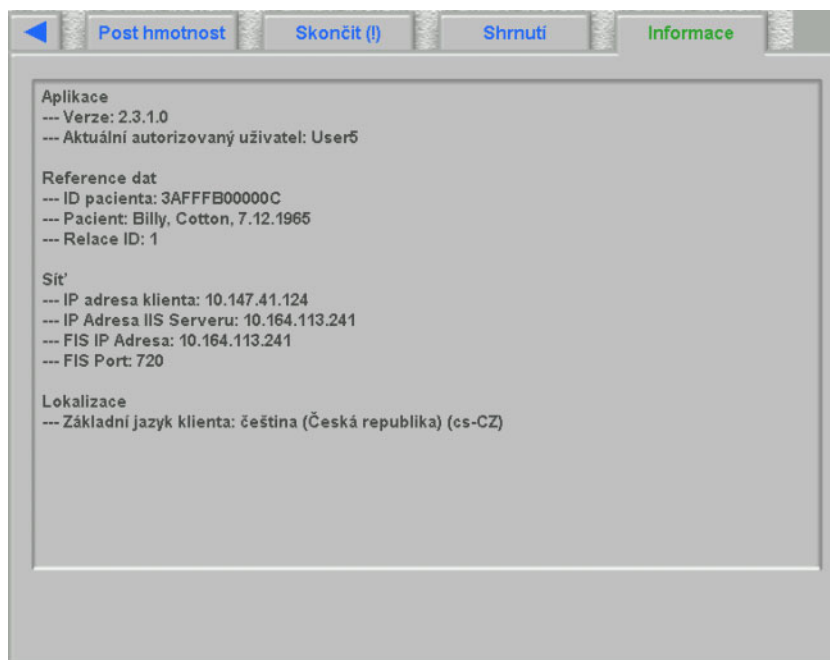 Post hmotnost
Skončit (!)
Shrnutí
Informace
Aplikace
--- Verze: 2.3.1.0
--- Aktuální autorizovaný uživatel: User5
Reference dat
--- ID pacienta: 3AFFFB00000C
--- Pacient: Billy, Cotton, 7.12.1965
--- Relace ID: 1
Síť
--- IP adresa klienta: 10.147.41.124
--- IP Adresa IIS Serveru: 10.164.113.241
--- FIS IP Adresa: 10.164.113.241
--- FIS Port: 720
Lokalizace
--- Základní jazyk klienta: čeština (Česká republika) (cs-CZ)